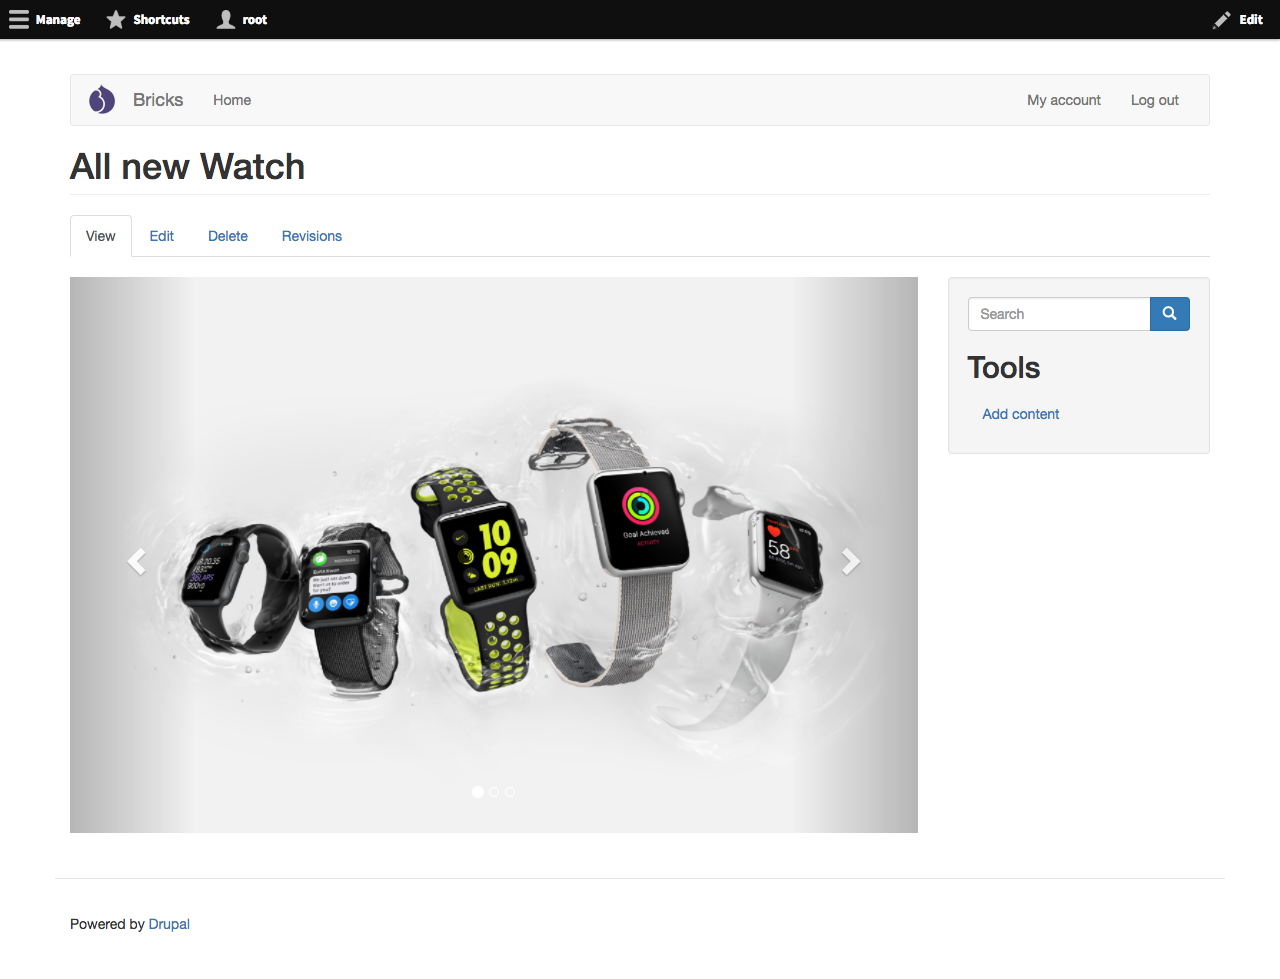 Manage Shortcuts root Edit
Bricks Home My account Log out
All new Watch
View Edit Delete Revisions
Search
Tools
Add content
10
09
Goal Achieved
ACTIVITY
58
Powered by Drupal